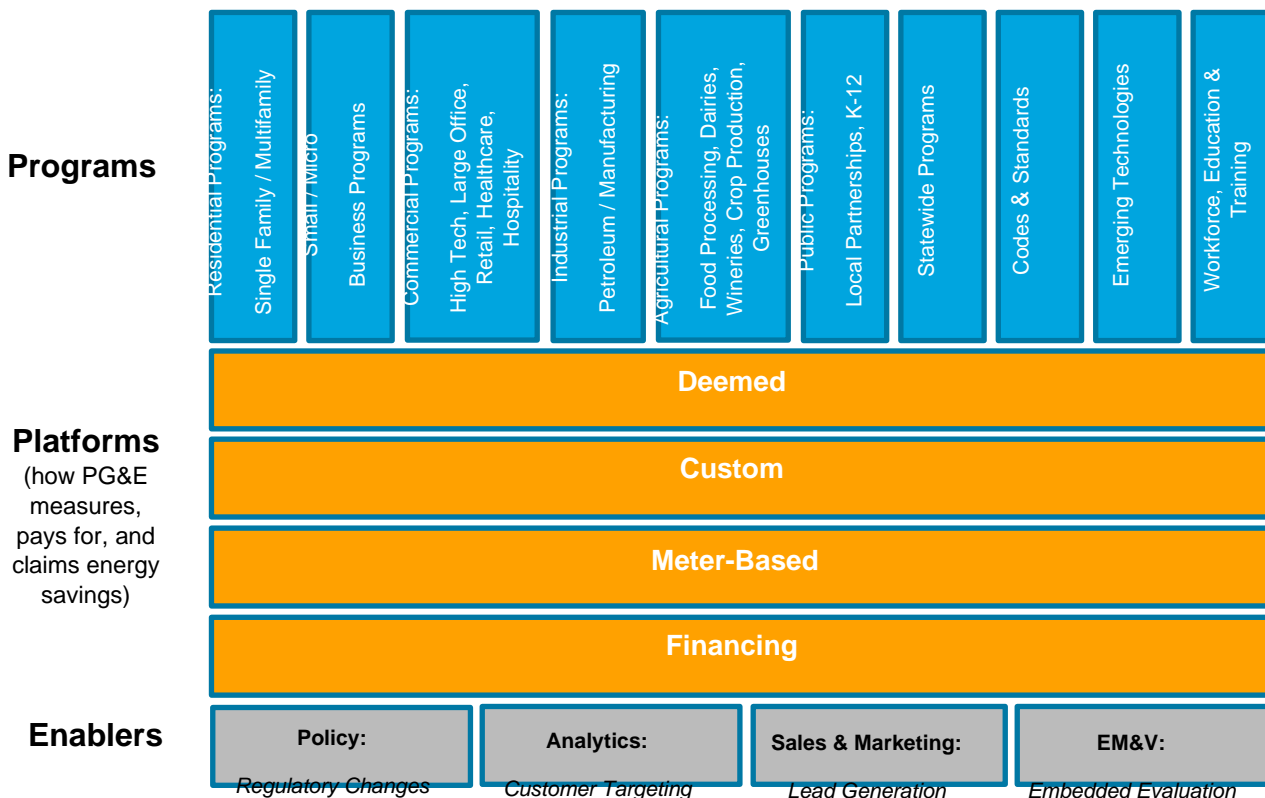 Programs
Residential Programs:
Single Family / Multifamily
Small / Micro
Business Programs
Commercial Programs:
High Tech, Large Office,
Retail, Healthcare,
Hospitality
Industrial Programs:
Petroleum / Manufacturing
Agricultural Programs:
Food Processing, Dairies,
Wineries, Crop Production,
Greenhouses
Public Programs:
Local Partnerships, K-12
Statewide Programs
Codes & Standards
Emerging Technologies
Workforce, Education &
Training
Platforms
(how PG&E
measures,
pays for, and
claims energy
savings)
Deemed
Custom
Meter-Based
Financing
Enablers
Policy:
Regulatory Changes
Analytics:
Customer Targeting
Sales & Marketing:
Lead Generation
EM&V:
Embedded Evaluation